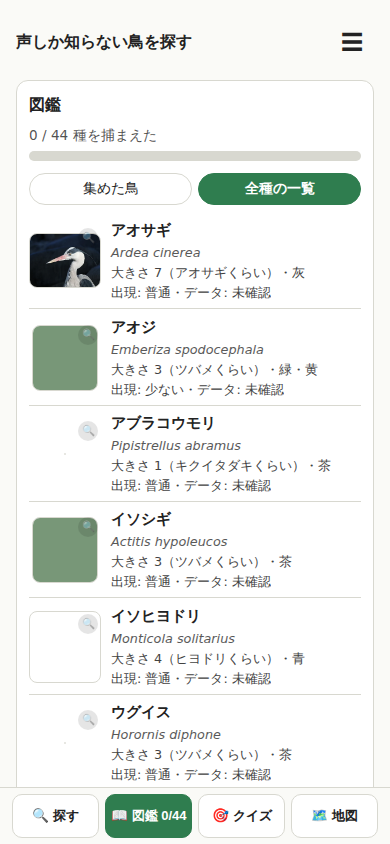 声しか知らない鳥を探す
図鑑
0 / 44 種を捕まえた
集めた鳥
全種の一覧
アオサギ
Ardea cinerea
大きさ 7（アオサギくらい）・灰
出現: 普通・データ: 未確認
アオジ
Emberiza spodocephala
大きさ 3（ツバメくらい）・緑・黄
出現: 少ない・データ: 未確認
アブラコウモリ
Pipistrellus abramus
大きさ 1（キクイタダキくらい）・茶
出現: 普通・データ: 未確認
イソシギ
Actitis hypoleucos
大きさ 3（ツバメくらい）・茶
出現: 普通・データ: 未確認
イソヒヨドリ
Monticola solitarius
大きさ 4（ヒヨドリくらい）・青
出現: 普通・データ: 未確認
ウグイス
Horornis diphone
大きさ 3（ツバメくらい）・茶
出現: 普通・データ: 未確認
探す
図鑑 0/44
クイズ
地図